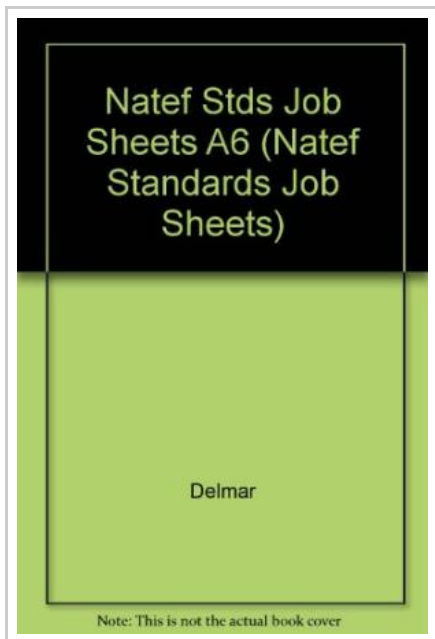 Natef Stds Job
Sheets A6 (Natef
Standards Job
Sheets)
Delmar
Note: This is not the actual book cover